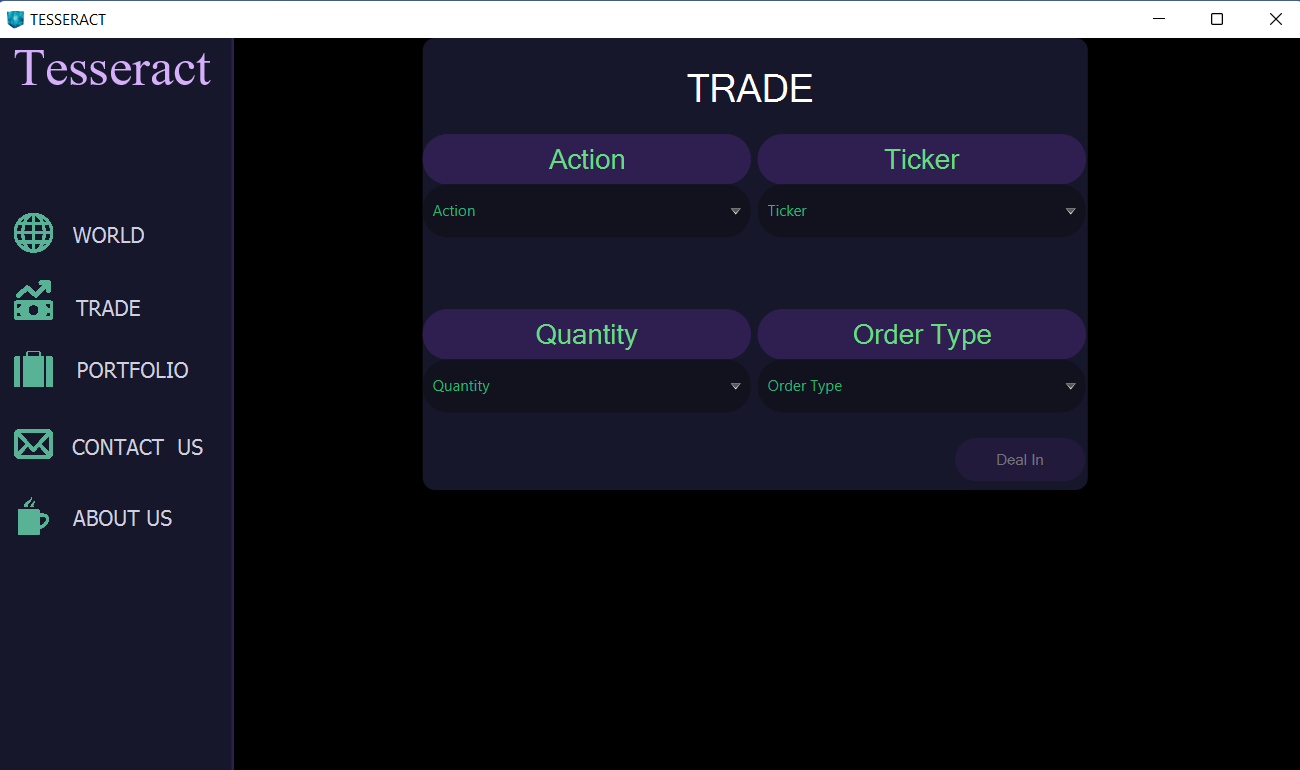 TESSERACT
Tesseract
WORLD
TRADE
PORTFOLIO
CONTACT US
ABOUT US
TRADE
Action Ticker
Action Ticker
Quantity Order Type
Quantity Order Type
Deal In